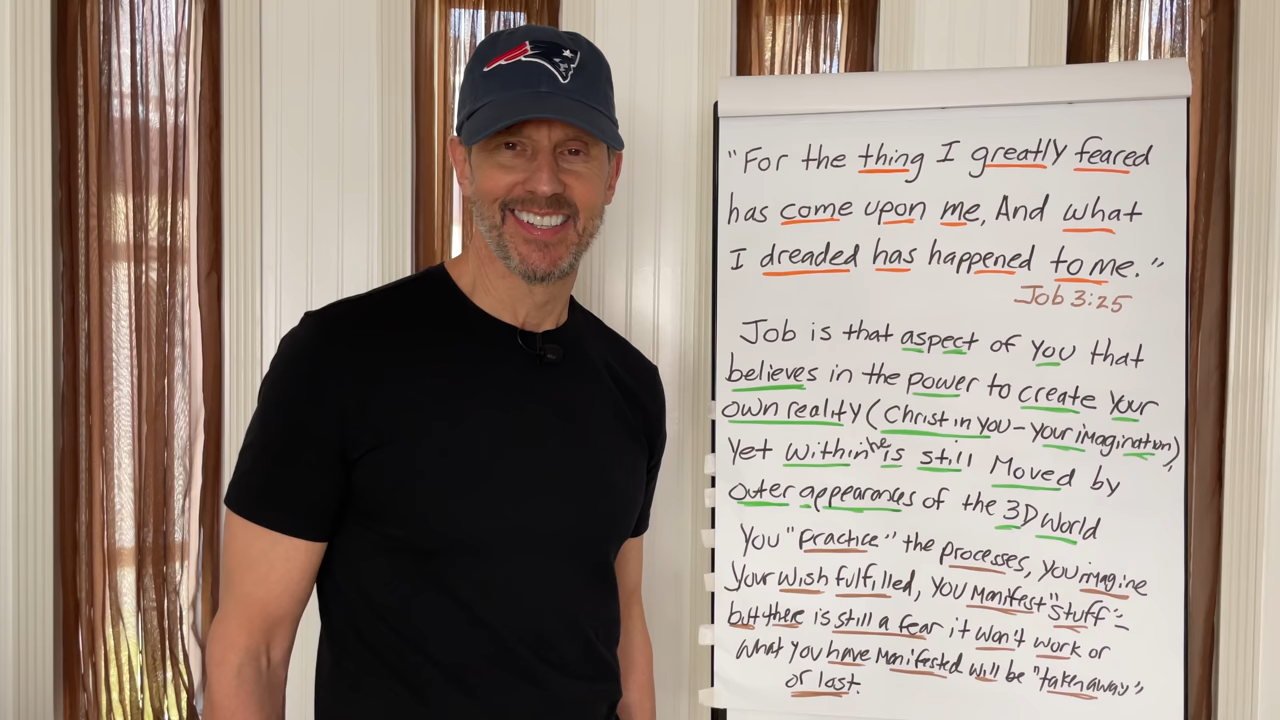 "For the thing I greatly feared
has come upon me, And what
I dreaded has happened to me."
Job 3:25
Job is that aspect of you that
believes in the power to create your
own reality (Christ in you - your imagination),
yet within he is still moved by
outer appearances of the 3D world
You "practice" the processes, you imagine
your wish fulfilled, you manifest "stuff" -
but there is still a fear it won't work or
what you have manifested will be "taken away",
or lost.